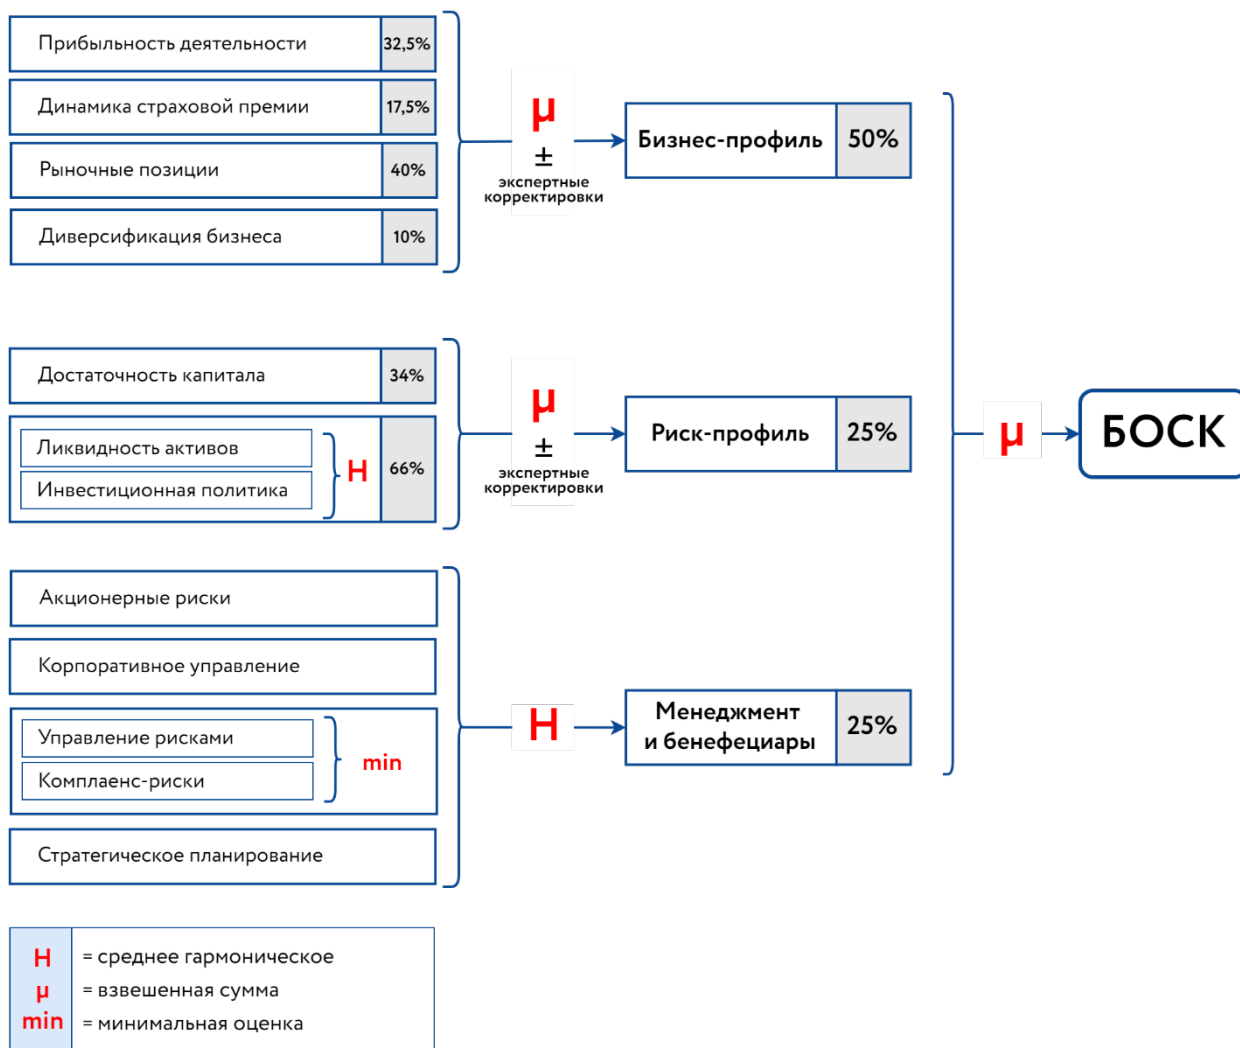 Прибыльность деятельности 32,5%
Динамика страховой премии 17,5%
Рыночные позиции 40%
Диверсификация бизнеса 10%
μ
±
экспертные
корректировки
Бизнес-профиль 50%
Достаточность капитала 34%
Ликвидность активов
Инвестиционная политика
H
66%
μ
±
экспертные
корректировки
Риск-профиль 25%
Акционерные риски
Корпоративное управление
Управление рисками
Комплаенс-риски
min
Стратегическое планирование
H
Менеджмент
и бенефециары
25%
μ
БОСК
H = среднее гармоническое
μ = взвешенная сумма
min = минимальная оценка